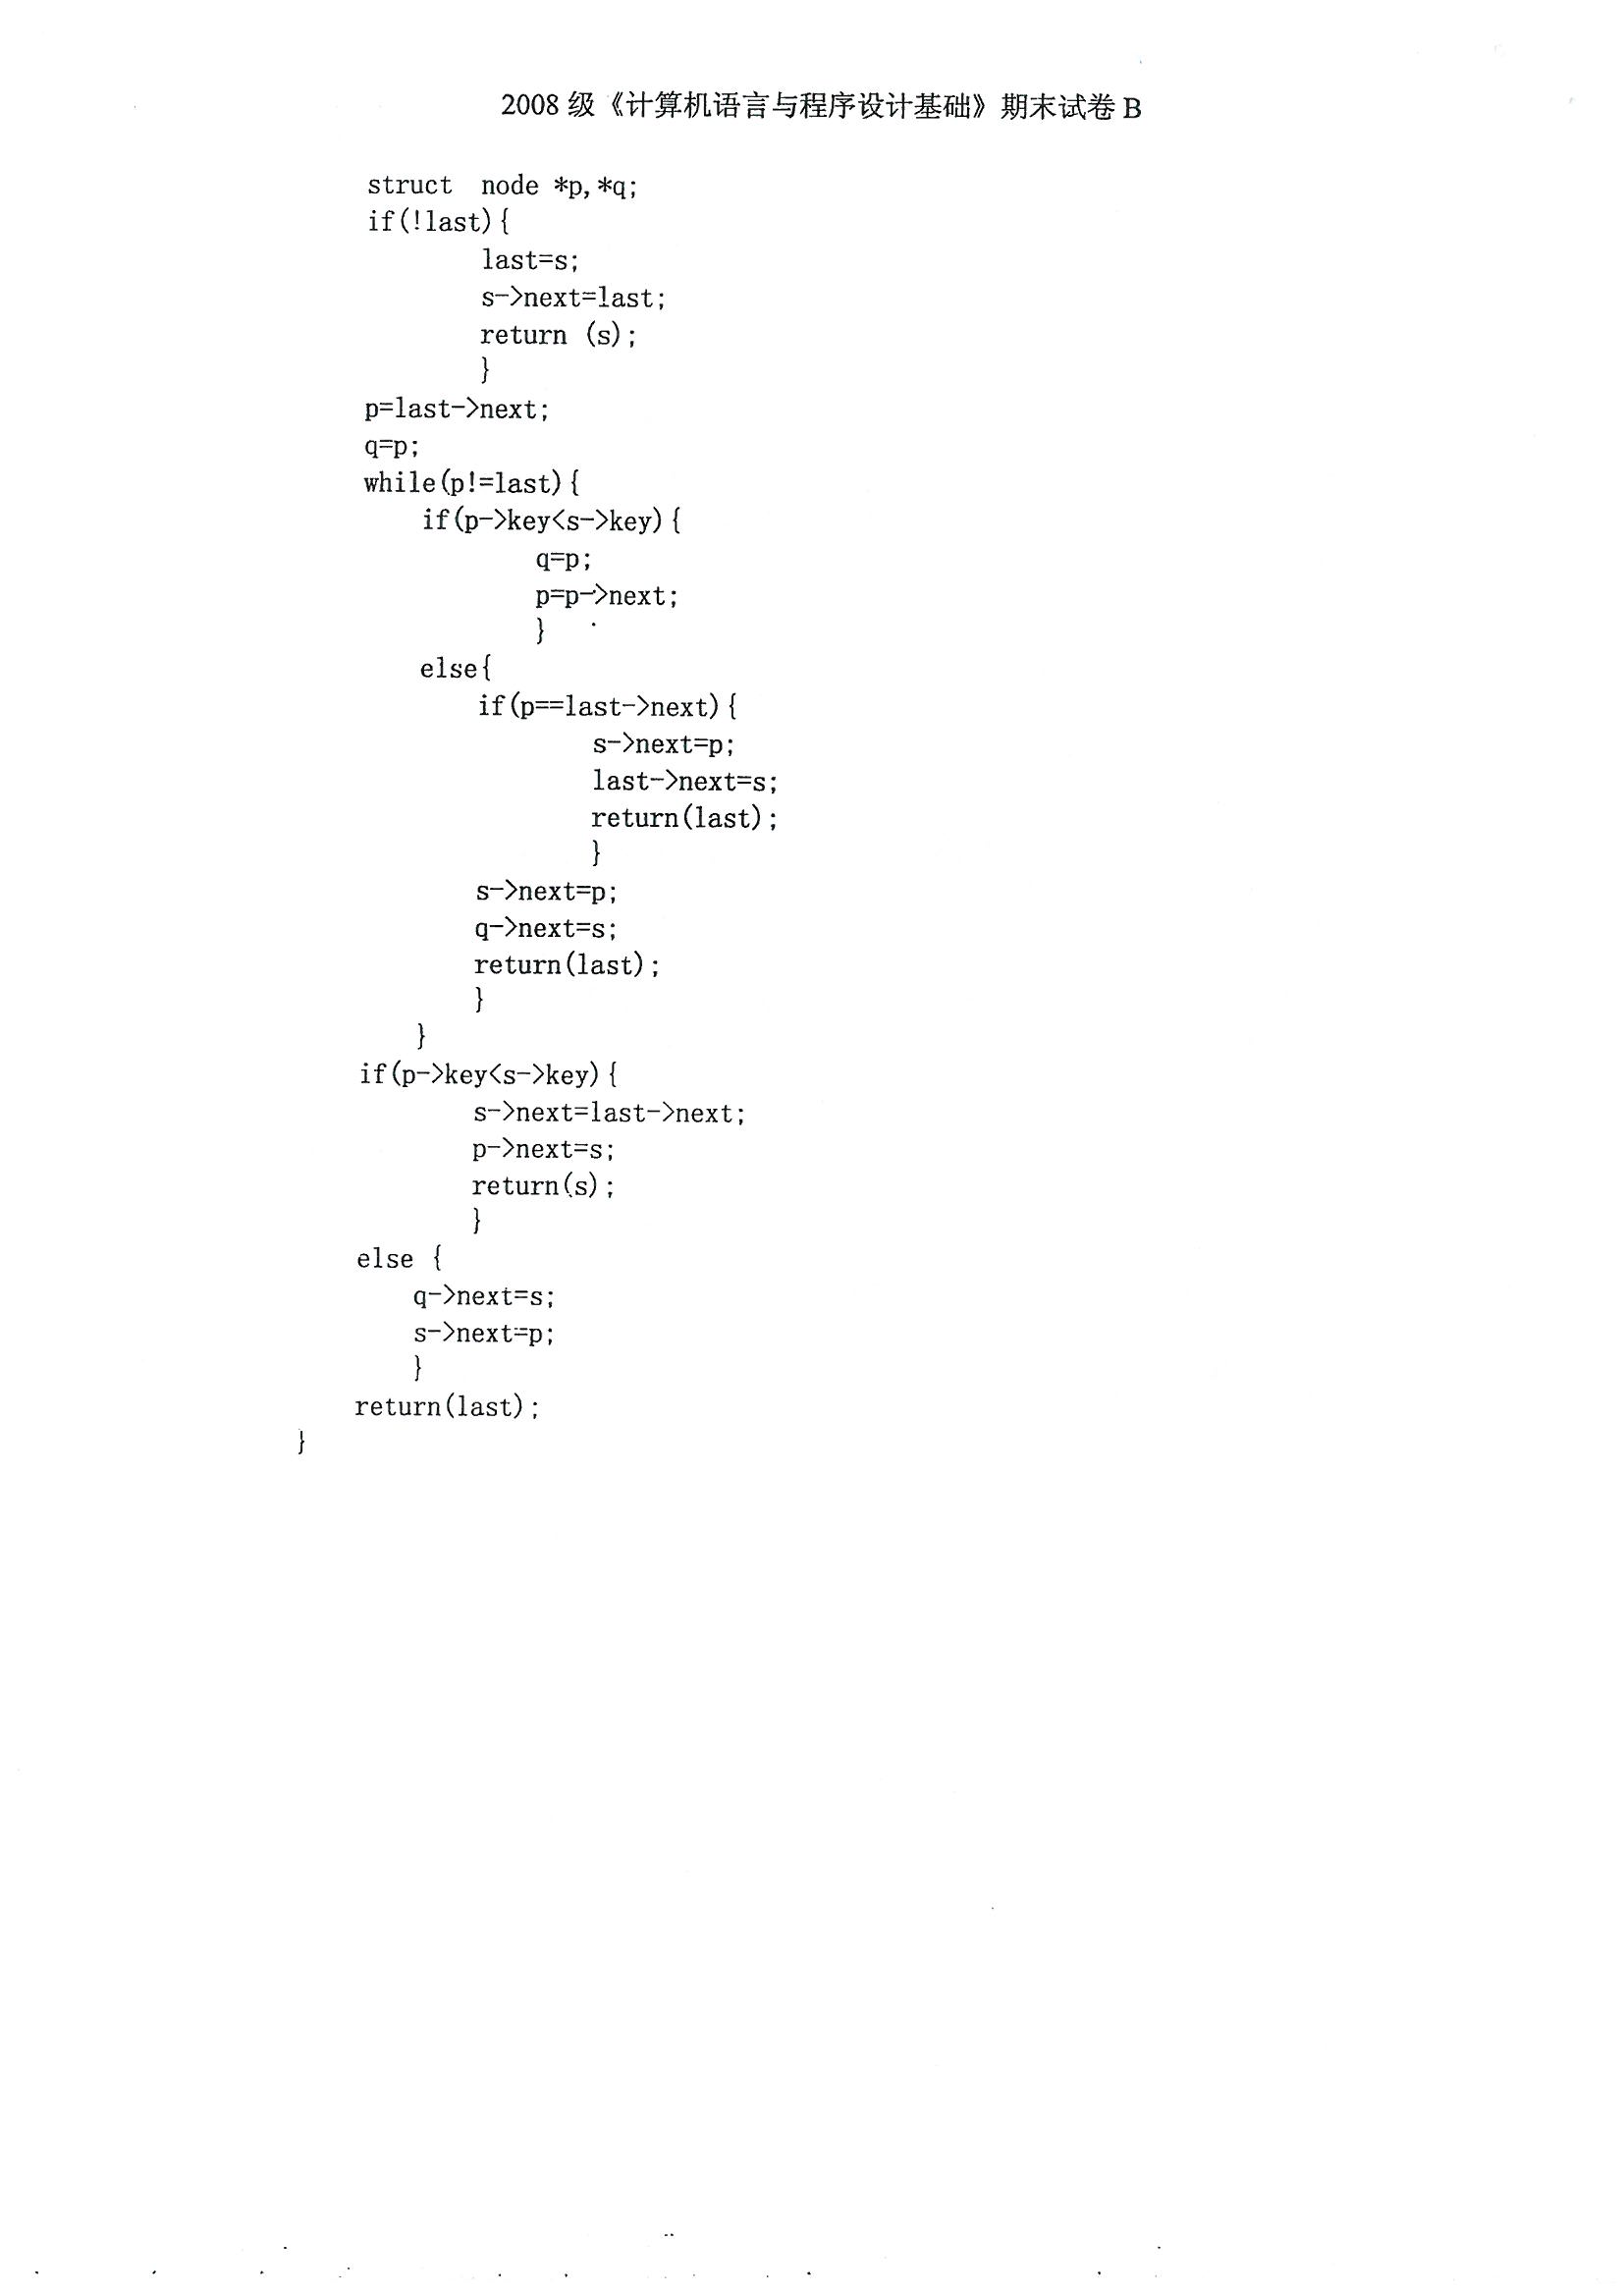 2008 级《计算机语言与程序设计基础》期末试卷 B
struct  node *p,*q;
if(!last){
last=s;
s->next=last;
return (s);
}
p=last->next;
q=p;
while(p!=last){
if(p->key<s->key){
q=p;
p=p->next;
}
else{
if(p==last->next){
s->next=p;
last->next=s;
return(last);
}
s->next=p;
q->next=s;
return(last);
}
}
if(p->key<s->key){
s->next=last->next;
p->next=s;
return(s);
}
else {
q->next=s;
s->next=p;
}
return(last);
}